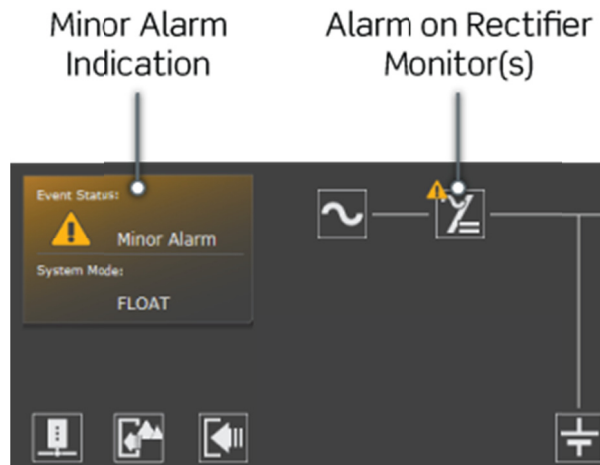 Minor Alarm
Indication
Alarm on Rectifier
Monitor(s)
Event Status:
Minor Alarm
System Mode:
FLOAT